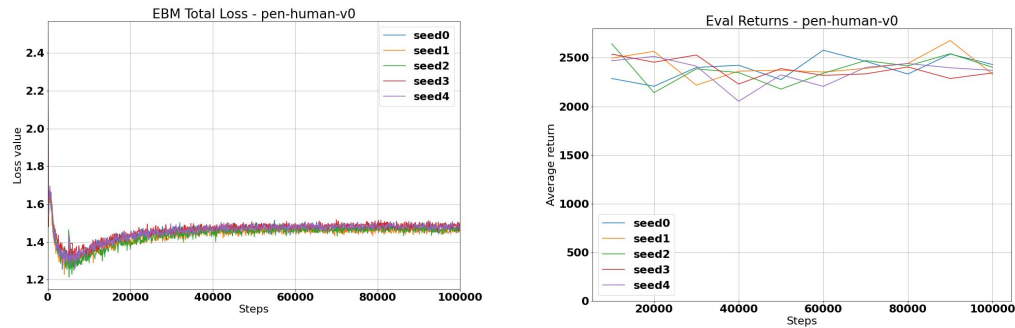 EBM Total Loss - pen-human-v0
Loss value
2.4
2.2
2.0
1.8
1.6
1.4
1.2
0
20000
40000
60000
80000
100000
Steps
seed0
seed1
seed2
seed3
seed4
Eval Returns - pen-human-v0
Average return
2500
2000
1500
1000
500
0
20000
40000
60000
80000
100000
Steps
seed0
seed1
seed2
seed3
seed4